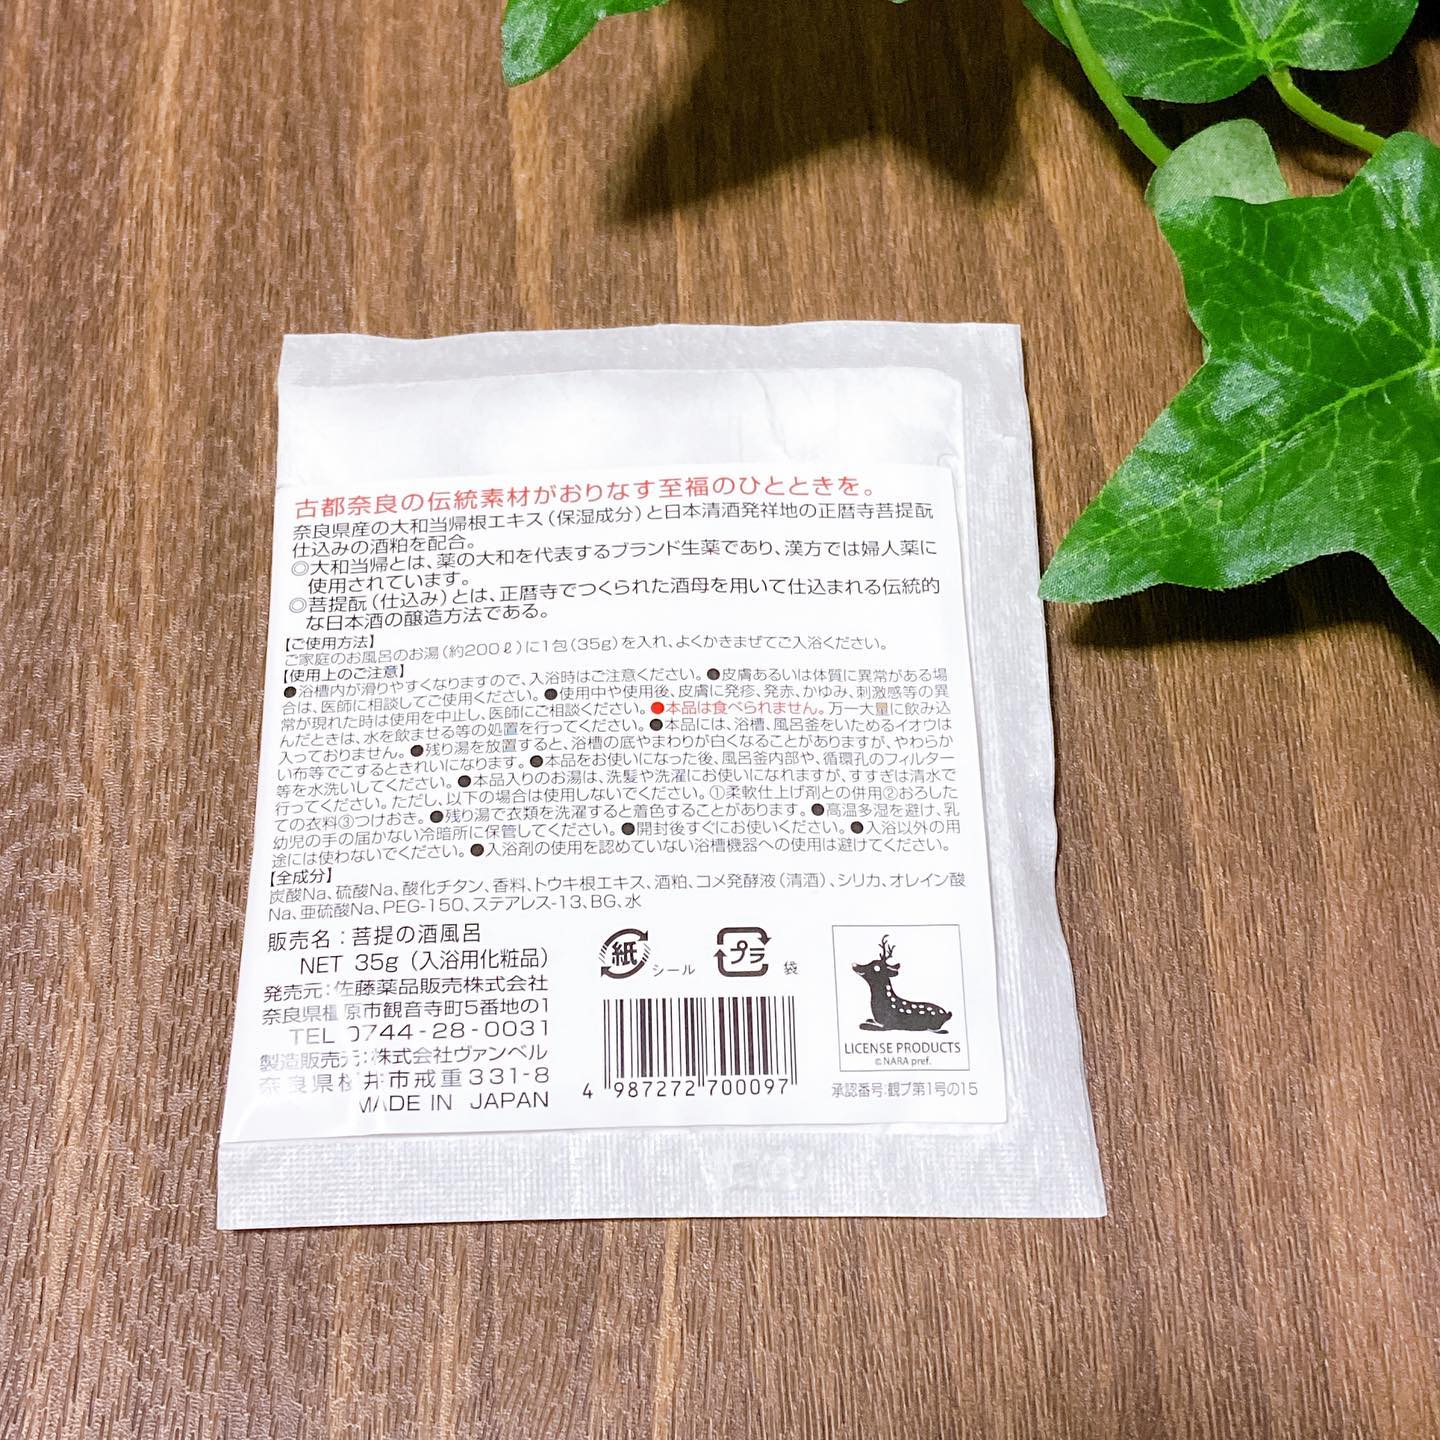 古都奈良の伝統素材がおりなす至福のひとときを。
奈良県産の大和当帰根エキス（保湿成分）と日本清酒発祥地の正暦寺菩提酛
仕込みの酒粕を配合。
◎大和当帰とは、薬の大和を代表するブランド生薬であり、漢方では婦人薬に
使用されています。
◎菩提酛（仕込み）とは、正暦寺でつくられた酒母を用いて仕込まれる伝統的
な日本酒の醸造方法である。
【ご使用方法】
ご家庭のお風呂のお湯（約200ℓ）に1包（35g）を入れ、よくかきまぜてご入浴ください。
【使用上のご注意】
●浴槽内が滑りやすくなりますので、入浴時はご注意ください。●皮膚あるいは体質に異常がある場
合は、医師に相談してご使用ください。●使用中や使用後、皮膚に発疹、発赤、かゆみ、刺激感等の異
常が現れた時は使用を中止し、医師にご相談ください。●本品は食べられません。万一大量に飲み込
んだときは、水を飲ませる等の処置を行ってください。●本品には、浴槽、風呂釜をいためるイオウは
入っておりません。●残り湯を放置すると、浴槽の底やまわりが白くなることがありますが、やわらか
い布等でこするときれいになります。●本品をお使いになった後、風呂釜内部や、循環孔のフィルター
等を水洗いしてください。●本品入りのお湯は、洗髪や洗濯にお使いになれますが、すすぎは清水で
行ってください。ただし、以下の場合は使用しないでください。①柔軟仕上げ剤との併用②おろした
ての衣料③つけおき。●残り湯で衣類を洗濯すると着色することがあります。●高温多湿を避け、乳
幼児の手の届かない冷暗所に保管してください。●開封後すぐにお使いください。●入浴以外の用
途には使わないでください。●入浴剤の使用を認めていない浴槽機器への使用は避けてください。
【全成分】
炭酸Na、硫酸Na、酸化チタン、香料、トウキ根エキス、酒粕、コメ発酵液（清酒）、シリカ、オレイン酸
Na、亜硫酸Na、PEG-150、ステアレス-13、BG、水
販売名：菩提の酒風呂
NET 35g（入浴用化粧品）
発売元：佐藤薬品販売株式会社
奈良県橿原市観音寺町5番地の1
TEL 0744-28-0031
製造販売元：株式会社ヴァンベル
奈良県桜井市戒重331-8
MADE IN JAPAN
紙 シール
プラ 袋
4 987272 700097
LICENSE PRODUCTS
©NARA pref.
承認番号:観ブ第1号の15